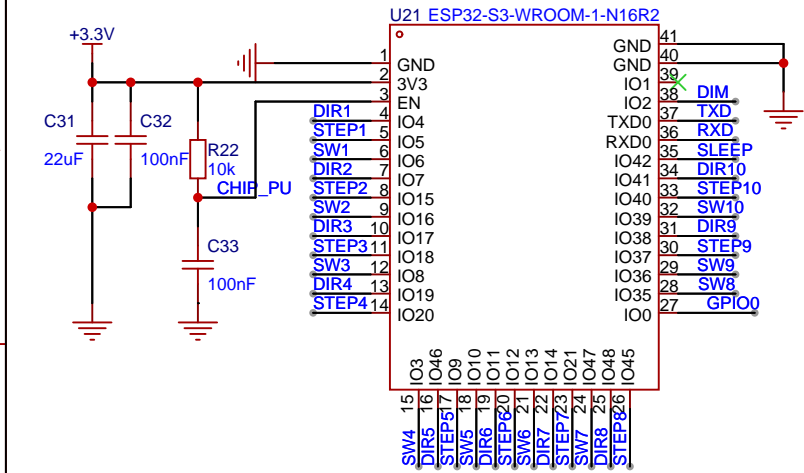 U21 ESP32-S3-WROOM-1-N16R2
+3.3V
C31
22uF
C32
100nF
R22
10k
CHIP_PU
C33
100nF
1 GND
2 3V3
3 EN
DIR1 4 IO4
STEP1 5 IO5
SW1 6 IO6
DIR2 7 IO7
STEP2 8 IO15
SW2 9 IO16
DIR3 10 IO17
STEP3 11 IO18
SW3 12 IO8
DIR4 13 IO19
STEP4 14 IO20
GND 41
GND 40
IO1 39
IO2 38 DIM
TXD0 37 TXD
RXD0 36 RXD
IO42 35 SLEEP
IO41 34 DIR10
IO40 33 STEP10
IO39 32 SW10
IO38 31 DIR9
IO37 30 STEP9
IO36 29 SW9
IO35 28 SW8
IO0 27 GPIO0
IO3 15 SW4
IO46 16 DIR5
IO9 17 STEP5
IO10 18 SW5
IO11 19 DIR6
IO12 20 STEP6
IO13 21 SW6
IO14 22 DIR7
IO21 23 STEP7
IO47 24 SW7
IO48 25 DIR8
IO45 26 STEP8